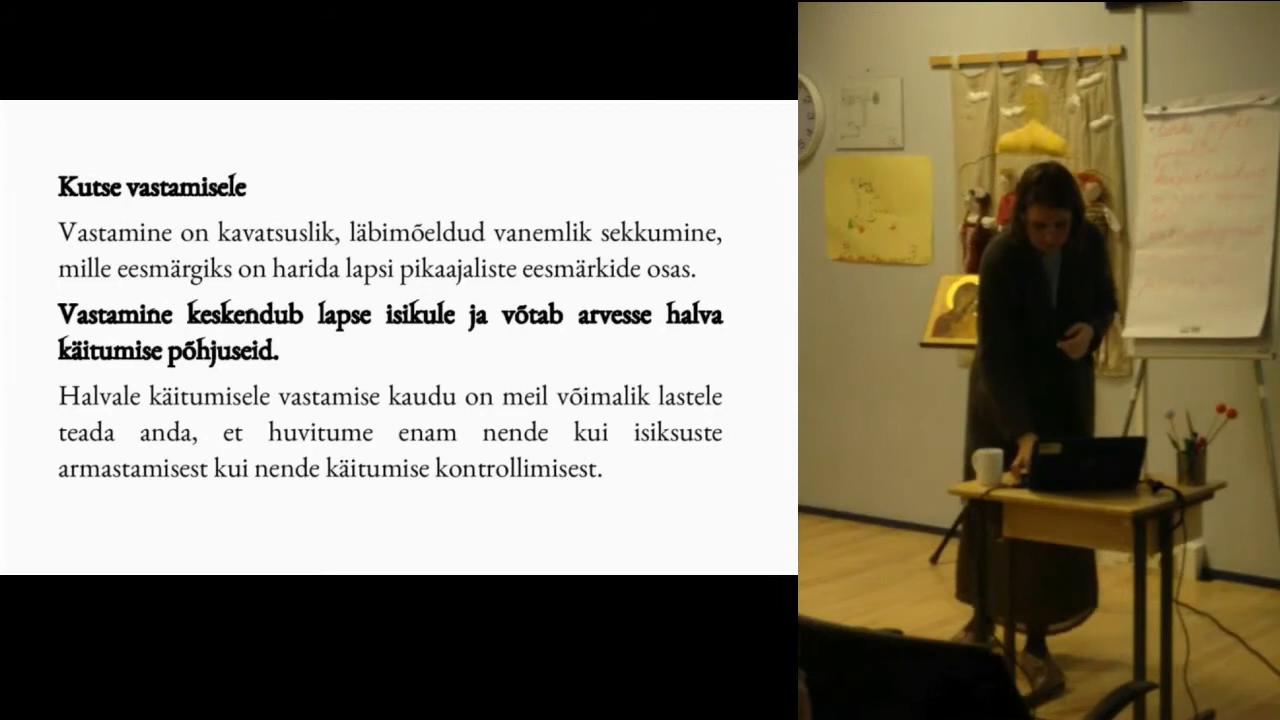 Kutse vastamisele
Vastamine on kavatsuslik, läbimõeldud vanemlik sekkumine,
mille eesmärgiks on harida lapsi pikaajaliste eesmärkide osas.
Vastamine keskendub lapse isikule ja võtab arvesse halva
käitumise põhjuseid.
Halvale käitumisele vastamise kaudu on meil võimalik lastele
teada anda, et huvitume enam nende kui isiksuste
armastamisest kui nende käitumise kontrollimisest.